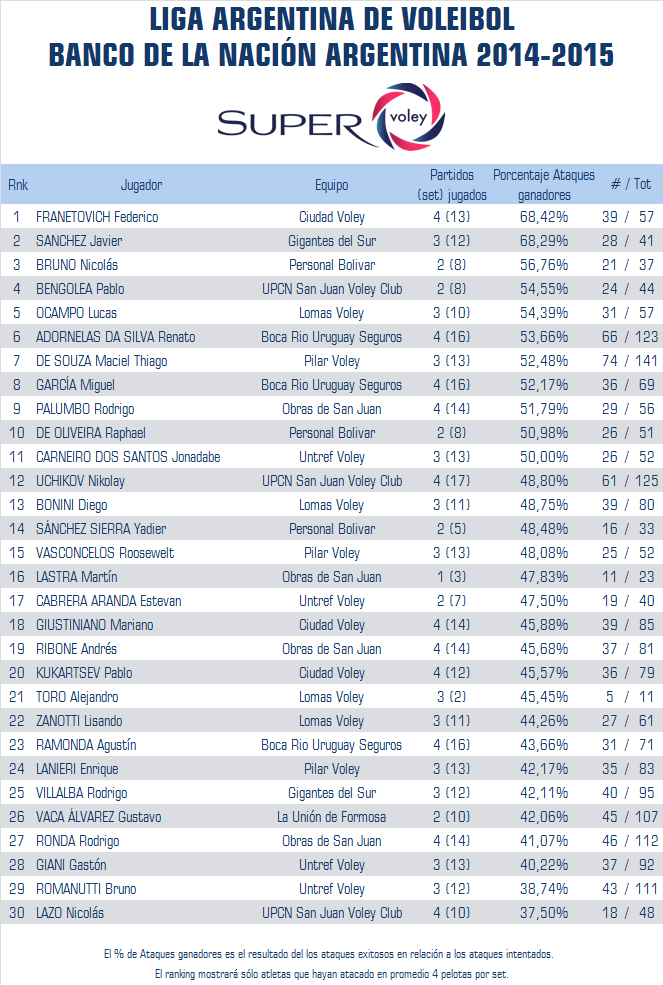 LIGA ARGENTINA DE VOLEIBOL
BANCO DE LA NACIÓN ARGENTINA 2014-2015
SUPER voley
Rnk Jugador Equipo Partidos (set) jugados Porcentaje Ataques ganadores # / Tot
1 FRANETOVICH Federico Ciudad Voley 4 (13) 68,42% 39 / 57
2 SANCHEZ Javier Gigantes del Sur 3 (12) 68,29% 28 / 41
3 BRUNO Nicolás Personal Bolivar 2 (8) 56,76% 21 / 37
4 BENGOLEA Pablo UPCN San Juan Voley Club 2 (8) 54,55% 24 / 44
5 OCAMPO Lucas Lomas Voley 3 (10) 54,39% 31 / 57
6 ADORNELAS DA SILVA Renato Boca Rio Uruguay Seguros 4 (16) 53,66% 66 / 123
7 DE SOUZA Maciel Thiago Pilar Voley 3 (13) 52,48% 74 / 141
8 GARCÍA Miguel Boca Rio Uruguay Seguros 4 (16) 52,17% 36 / 69
9 PALUMBO Rodrigo Obras de San Juan 4 (14) 51,79% 29 / 56
10 DE OLIVEIRA Raphael Personal Bolivar 2 (8) 50,98% 26 / 51
11 CARNEIRO DOS SANTOS Jonadabe Untref Voley 3 (13) 50,00% 26 / 52
12 UCHIKOV Nikolay UPCN San Juan Voley Club 4 (17) 48,80% 61 / 125
13 BONINI Diego Lomas Voley 3 (11) 48,75% 39 / 80
14 SÁNCHEZ SIERRA Yadier Personal Bolivar 2 (5) 48,48% 16 / 33
15 VASCONCELOS Roosewelt Pilar Voley 3 (13) 48,08% 25 / 52
16 LASTRA Martín Obras de San Juan 1 (3) 47,83% 11 / 23
17 CABRERA ARANDA Estevan Untref Voley 2 (7) 47,50% 19 / 40
18 GIUSTINIANO Mariano Ciudad Voley 4 (14) 45,88% 39 / 85
19 RIBONE Andrés Obras de San Juan 4 (14) 45,68% 37 / 81
20 KUKARTSEV Pablo Ciudad Voley 4 (12) 45,57% 36 / 79
21 TORO Alejandro Lomas Voley 3 (2) 45,45% 5 / 11
22 ZANOTTI Lisando Lomas Voley 3 (11) 44,26% 27 / 61
23 RAMONDA Agustín Boca Rio Uruguay Seguros 4 (16) 43,66% 31 / 71
24 LANIERI Enrique Pilar Voley 3 (13) 42,17% 35 / 83
25 VILLALBA Rodrigo Gigantes del Sur 3 (12) 42,11% 40 / 95
26 VACA ÁLVAREZ Gustavo La Unión de Formosa 2 (10) 42,06% 45 / 107
27 RONDA Rodrigo Obras de San Juan 4 (14) 41,07% 46 / 112
28 GIANI Gastón Untref Voley 3 (13) 40,22% 37 / 92
29 ROMANUTTI Bruno Untref Voley 3 (12) 38,74% 43 / 111
30 LAZO Nicolás UPCN San Juan Voley Club 4 (10) 37,50% 18 / 48
El % de Ataques ganadores es el resultado del los ataques exitosos en relación a los ataques intentados.
El ranking mostrará sólo atletas que hayan atacado en promedio 4 pelotas por set.